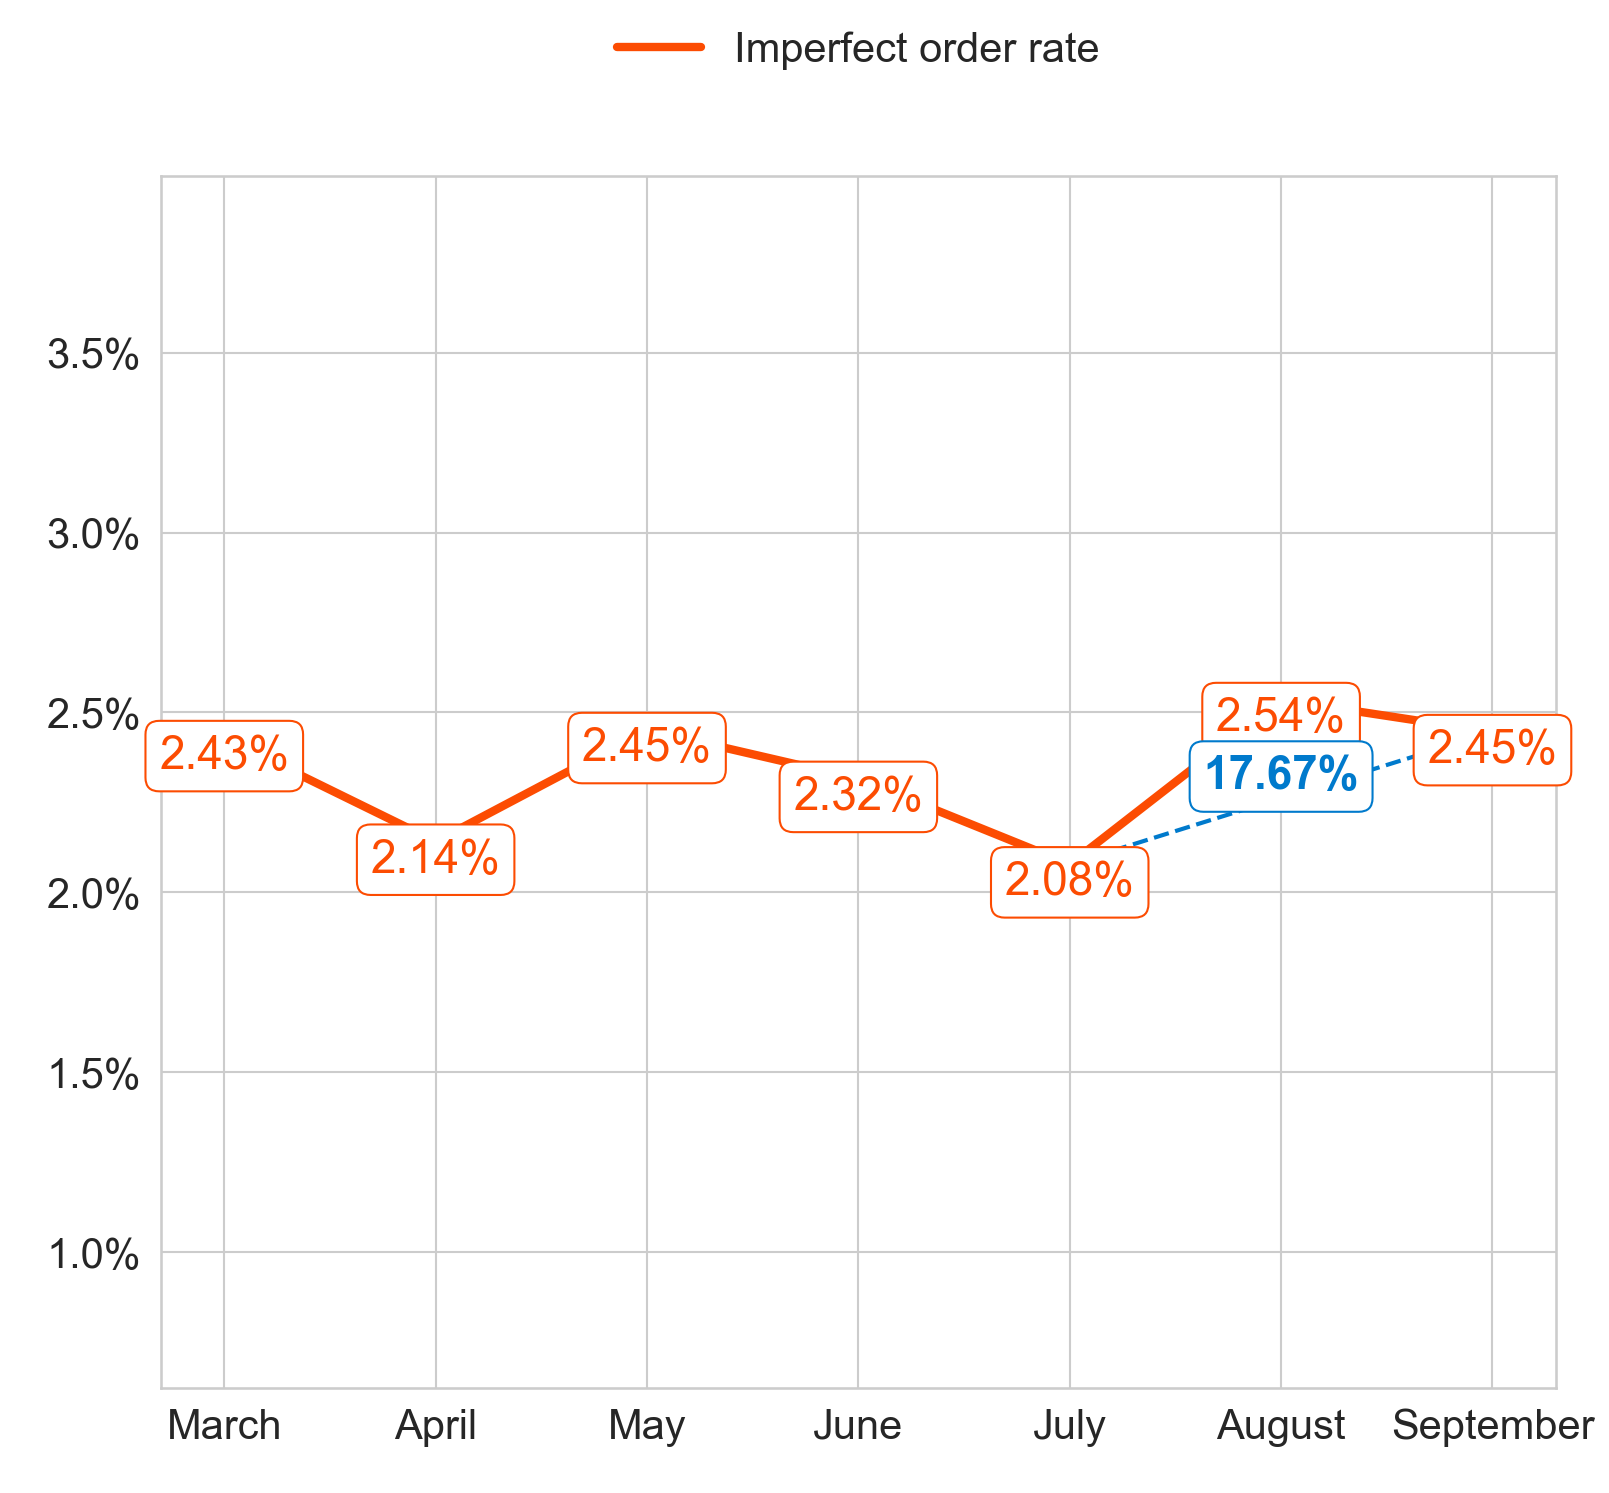 Imperfect order rate
3.5%
3.0%
2.5%
2.0%
1.5%
1.0%
2.43%
2.14%
2.45%
2.32%
2.08%
2.54%
17.67%
2.45%
March
April
May
June
July
August
September